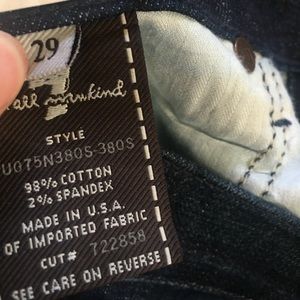 29
7
for all mankind
STYLE
U075N380S-380S
98% COTTON
2% SPANDEX
MADE IN U.S.A.
OF IMPORTED FABRIC
CUT# 722858
SEE CARE ON REVERSE